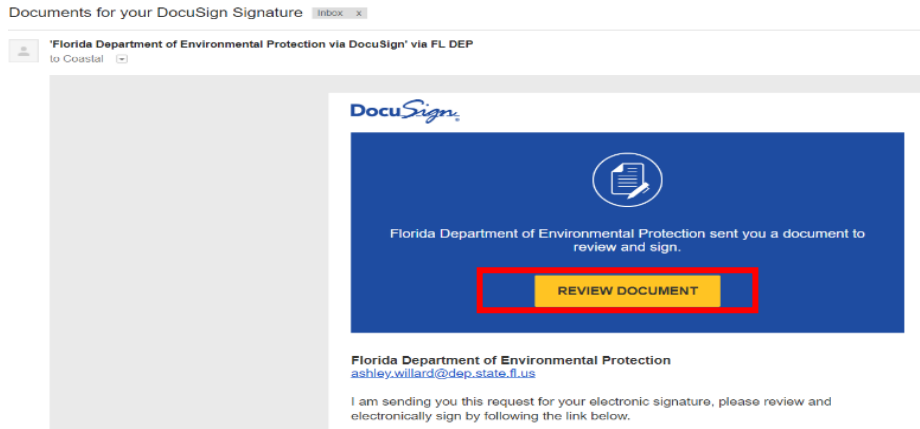 Documents for your DocuSign Signature Inbox x
'Florida Department of Environmental Protection via DocuSign' via FL DEP
to Coastal
DocuSign
Florida Department of Environmental Protection sent you a document to
review and sign.
REVIEW DOCUMENT
Florida Department of Environmental Protection
ashley.willard@dep.state.fl.us
I am sending you this request for your electronic signature, please review and
electronically sign by following the link below.